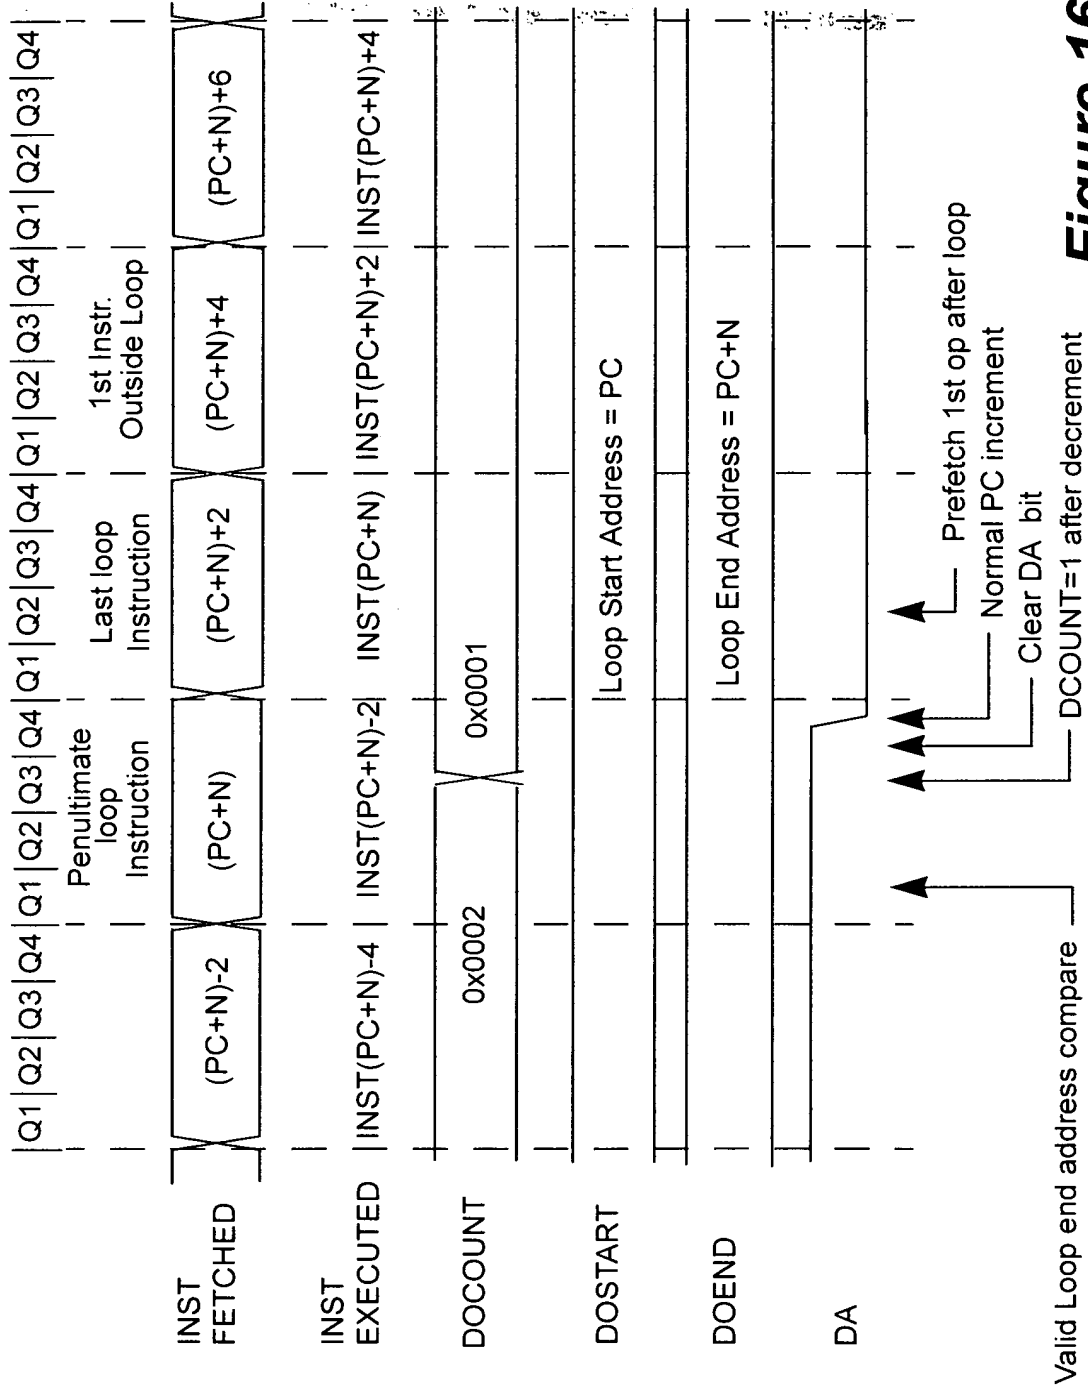 Q1 | Q2 | Q3 | Q4 | Q1 | Q2 | Q3 | Q4 | Q1 | Q2 | Q3 | Q4 | Q1 | Q2 | Q3 | Q4 | Q1 | Q2 | Q3 | Q4
Penultimate
loop
Instruction
Last loop
Instruction
1st Instr.
Outside Loop
INST
FETCHED
(PC+N)-2
(PC+N)
(PC+N)+2
(PC+N)+4
(PC+N)+6
INST
EXECUTED
INST(PC+N)-4
INST(PC+N)-2
INST(PC+N)
INST(PC+N)+2
INST(PC+N)+4
DOCOUNT
0x0002
0x0001
DOSTART
Loop Start Address = PC
DOEND
Loop End Address = PC+N
DA
Prefetch 1st op after loop
Normal PC increment
Clear DA bit
DCOUNT=1 after decrement
Valid Loop end address compare
Figure 16